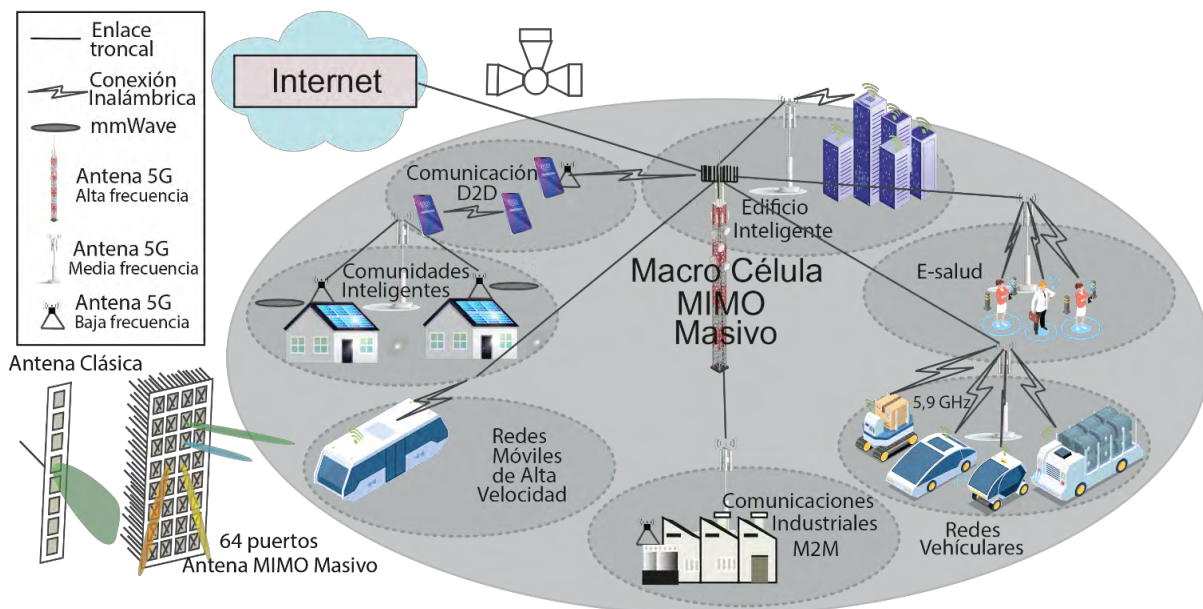 Enlace
troncal
Conexión
Inalámbrica
mmWave
Antena 5G
Alta frecuencia
Antena 5G
Media frecuencia
Antena 5G
Baja frecuencia
Internet
Comunicación
D2D
Edificio
Inteligente
Comunidades
Inteligentes
Macro Célula
MIMO
Masivo
E-salud
5,9 GHz
Redes
Vehículares
Redes
Móviles
de Alta
Velocidad
Comunicaciones
Industriales
M2M
Antena Clásica
64 puertos
Antena MIMO Masivo